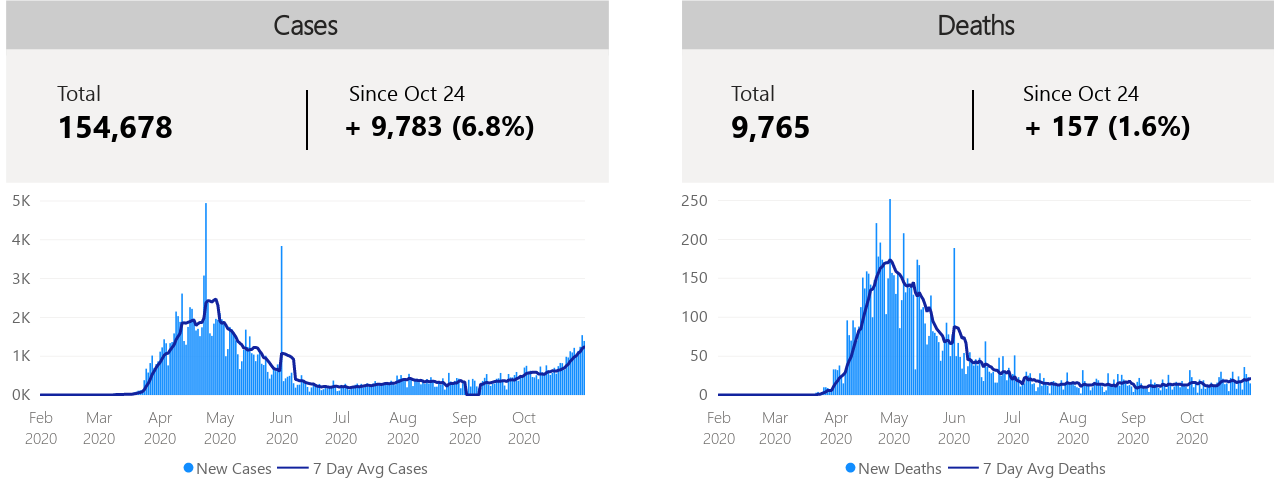 Cases
Total
154,678
Since Oct 24
+ 9,783 (6.8%)
5K
4K
3K
2K
1K
0K
Feb 2020
Mar 2020
Apr 2020
May 2020
Jun 2020
Jul 2020
Aug 2020
Sep 2020
Oct 2020
New Cases
7 Day Avg Cases
Deaths
Total
9,765
Since Oct 24
+ 157 (1.6%)
250
200
150
100
50
0
Feb 2020
Mar 2020
Apr 2020
May 2020
Jun 2020
Jul 2020
Aug 2020
Sep 2020
Oct 2020
New Deaths
7 Day Avg Deaths